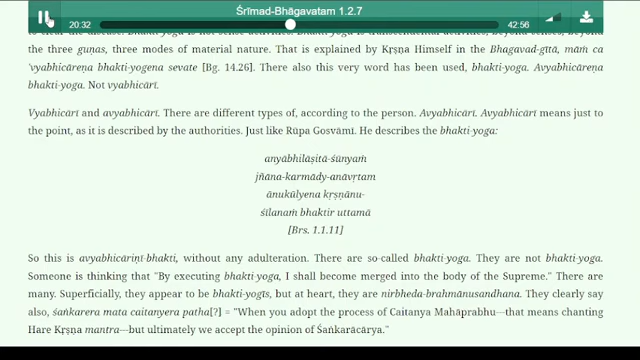 Śrīmad-Bhāgavatam 1.2.7
20:32
42:56
the three guṇas, three modes of material nature. That is explained by Kṛṣṇa Himself in the Bhagavad-gītā, māṁ ca
'vyabhicāreṇa bhakti-yogena sevate [Bg. 14.26]. There also this very word has been used, bhakti-yoga. Avyabhicāreṇa
bhakti-yoga. Not vyabhicārī.
Vyabhicārī and avyabhicārī. There are different types of, according to the person. Avyabhicārī. Avyabhicārī means just to
the point, as it is described by the authorities. Just like Rūpa Gosvāmī. He describes the bhakti-yoga:
anyābhilāṣitā-śūnyaṁ
jñāna-karmādy-anāvṛtam
ānukūlyena kṛṣṇānu-
śīlanaṁ bhaktir uttamā
[Brs. 1.1.11]
So this is avyabhicāriṇī-bhakti, without any adulteration. There are so-called bhakti-yoga. They are not bhakti-yoga.
Someone is thinking that "By executing bhakti-yoga, I shall become merged into the body of the Supreme." There are
many. Superficially, they appear to be bhakti-yogīs, but at heart, they are nirbheda-brahmānusandhana. They clearly say
also, śaṅkarera mata caitanyera patha[?] = "When you adopt the process of Caitanya Mahāprabhu—that means chanting
Hare Kṛṣṇa mantra—but ultimately we accept the opinion of Śaṅkarācārya."